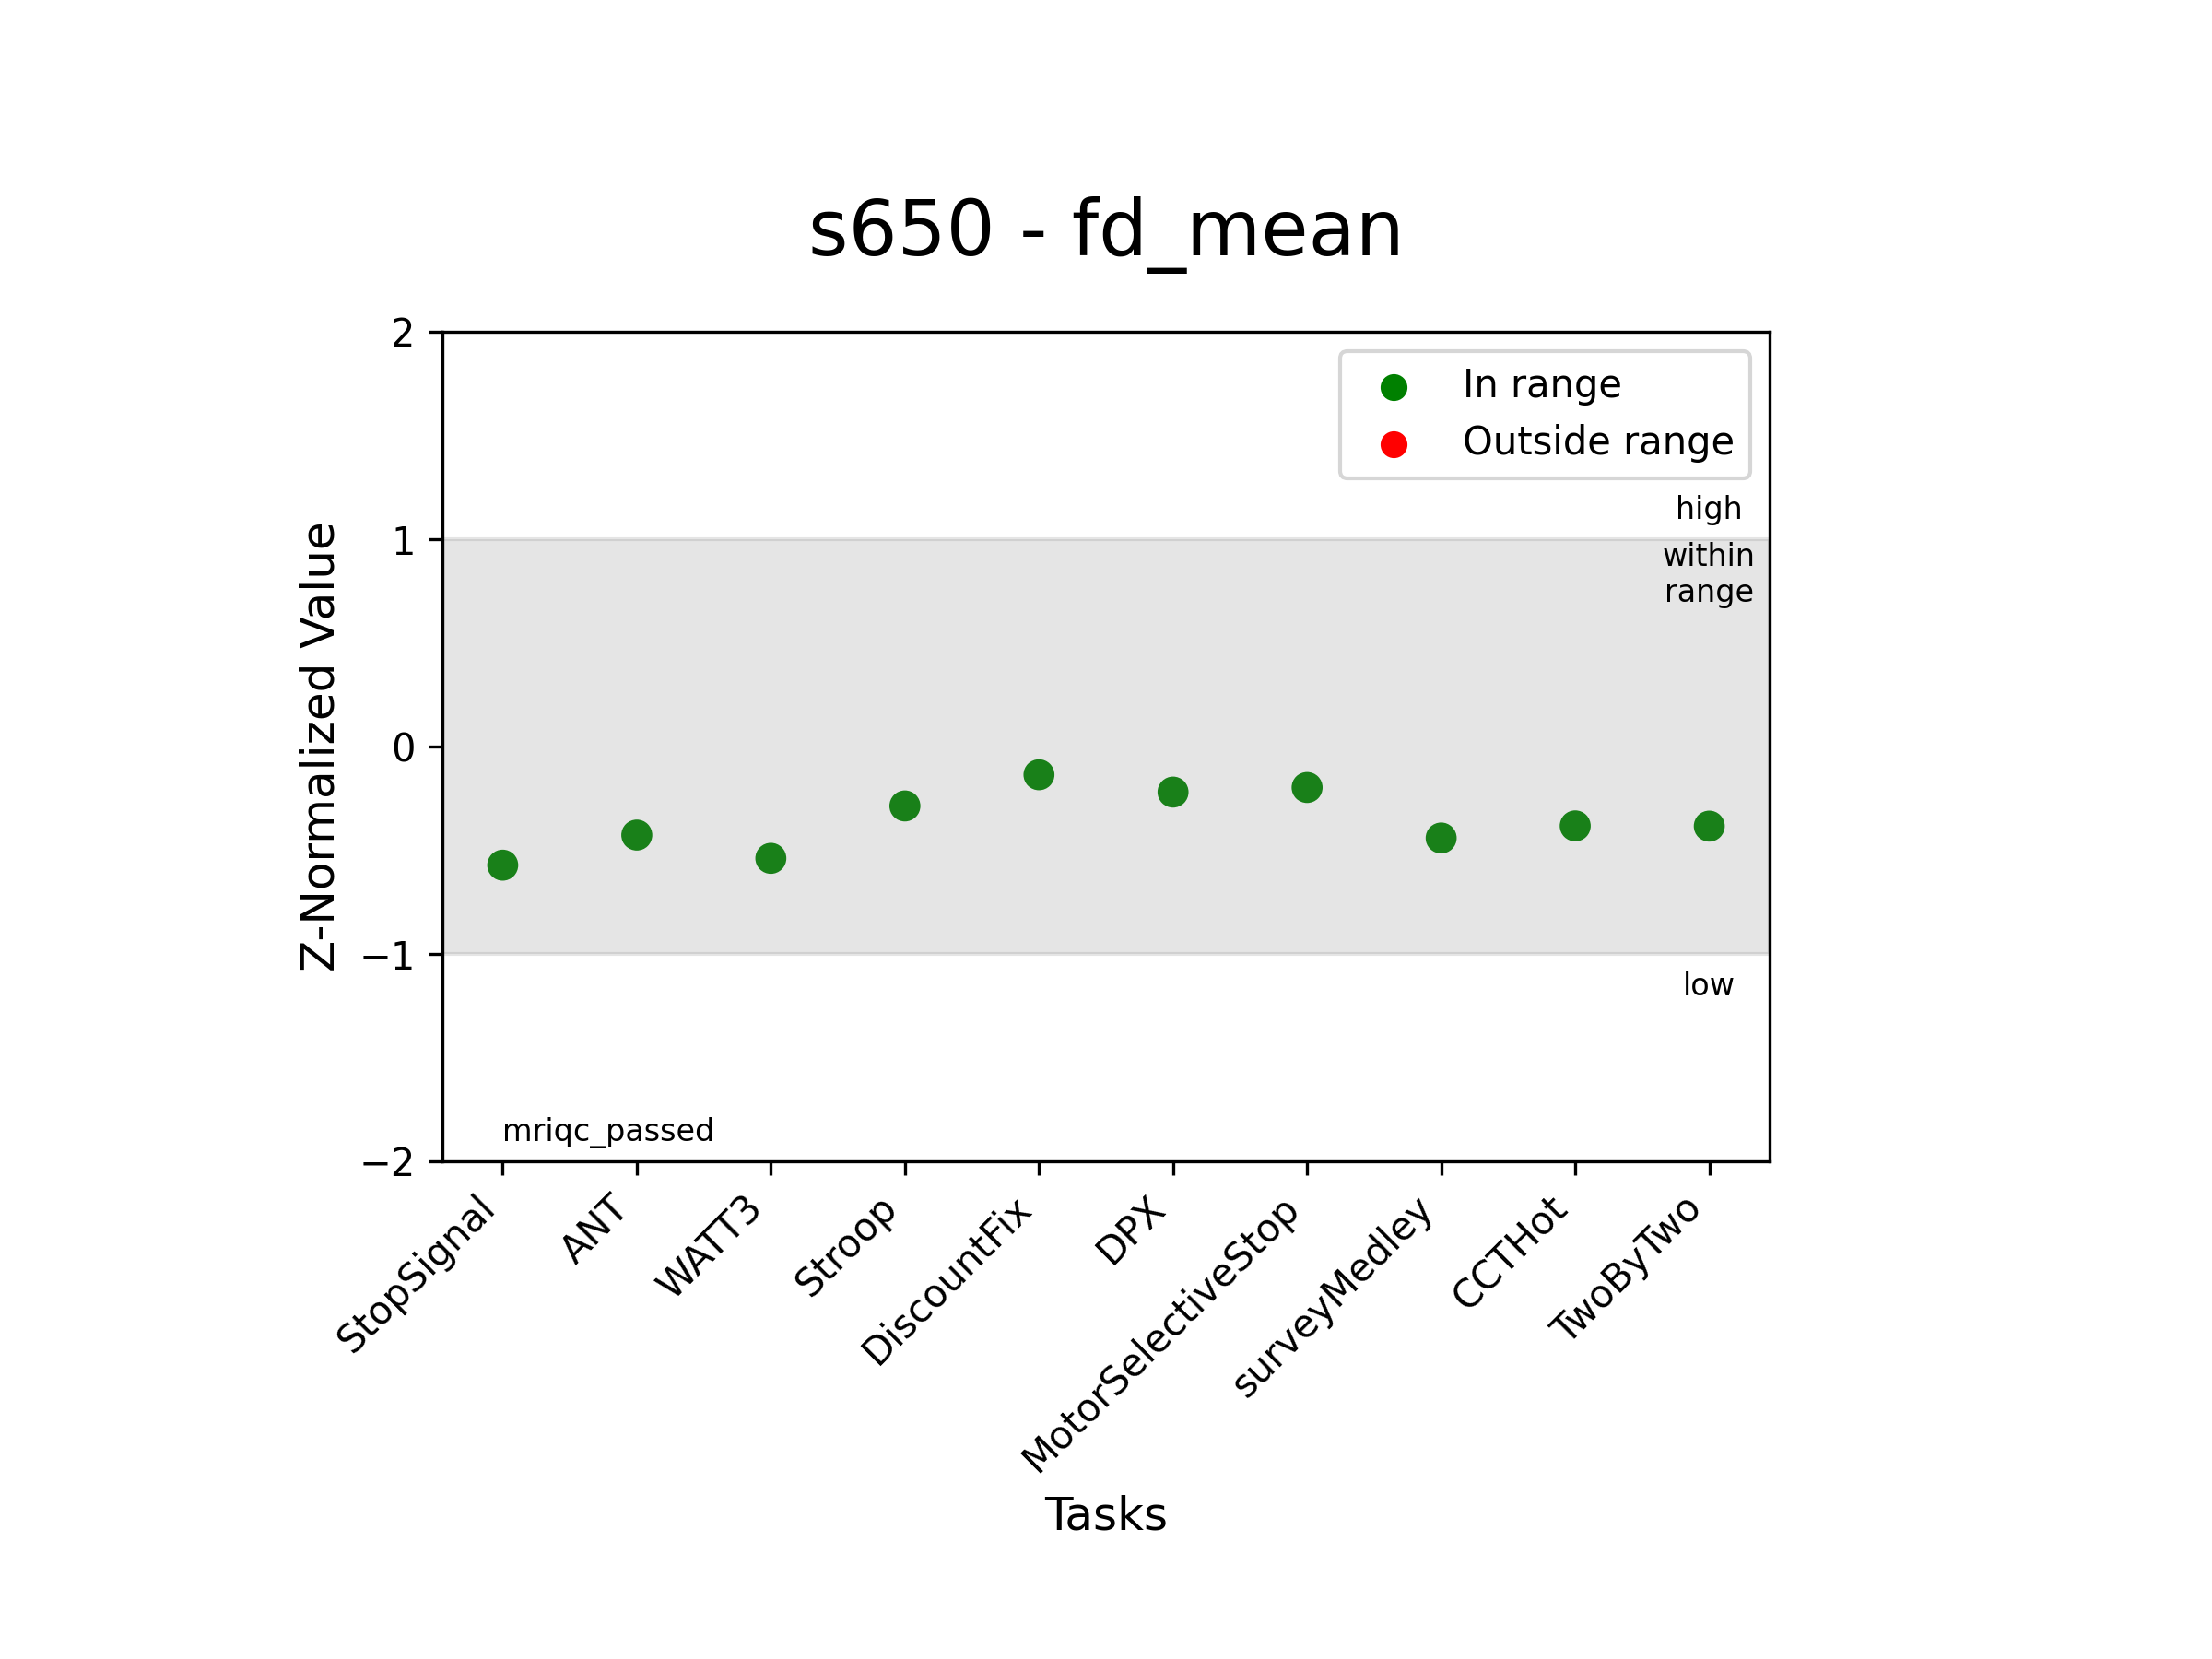 s650 - fd_mean
Z-Normalized Value
2
1
0
−1
−2
In range
Outside range
high
within
range
low
mriqc_passed
StopSignal
ANT
WATT3
Stroop
DiscountFix
DPX
MotorSelectiveStop
surveyMedley
CCTHot
TwoByTwo
Tasks